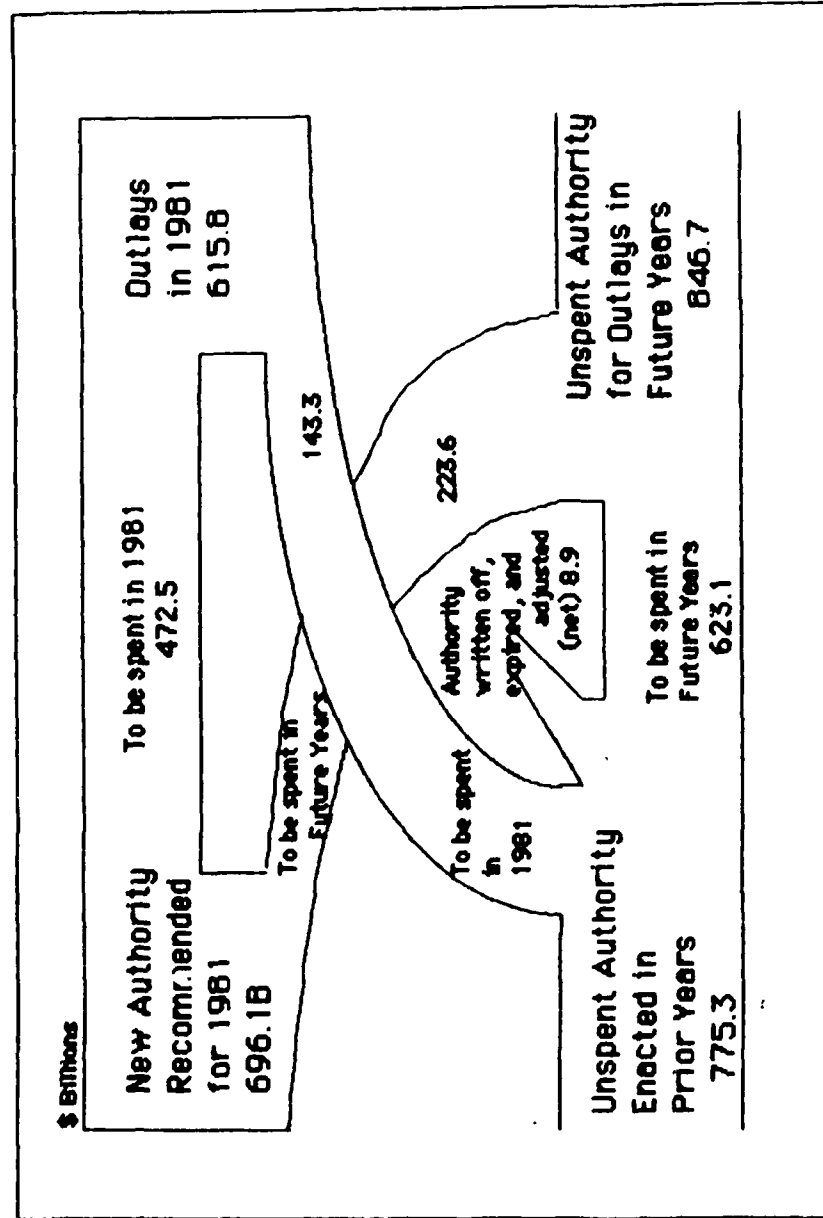 $ Billions
New Authority
Recommended
for 1981
696.1B
To be spent in 1981
472.5
Outlays
in 1981
615.8
To be spent in
Future Years
143.3
To be spent
in
1981
Authority
written off,
expired, and
adjusted
(net) 8.9
223.6
Unspent Authority
Enacted in
Prior Years
775.3
To be spent in
Future Years
623.1
Unspent Authority
for Outlays in
Future Years
846.7